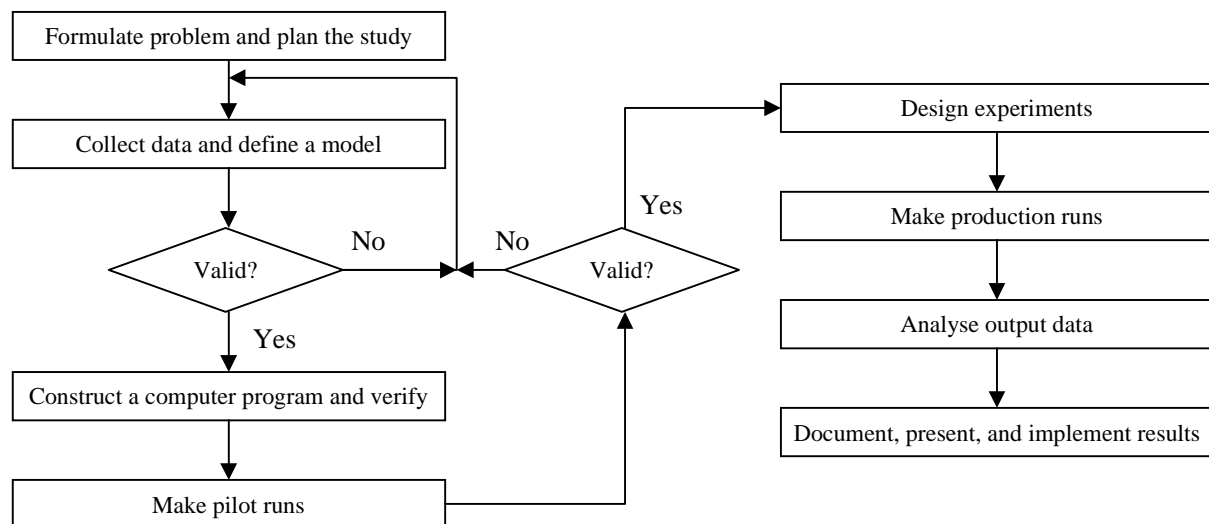 Formulate problem and plan the study
Collect data and define a model
Valid?
No
Yes
Construct a computer program and verify
Make pilot runs
Valid?
No
Yes
Design experiments
Make production runs
Analyse output data
Document, present, and implement results